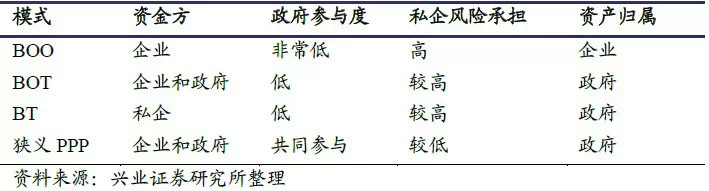 模式 资金方 政府参与度 私企风险承担 资产归属
BOO 企业 非常低 高 企业
BOT 企业和政府 低 较高 政府
BT 私企 低 较高 政府
狭义 PPP 企业和政府 共同参与 较低 政府
资料来源：兴业证券研究所整理